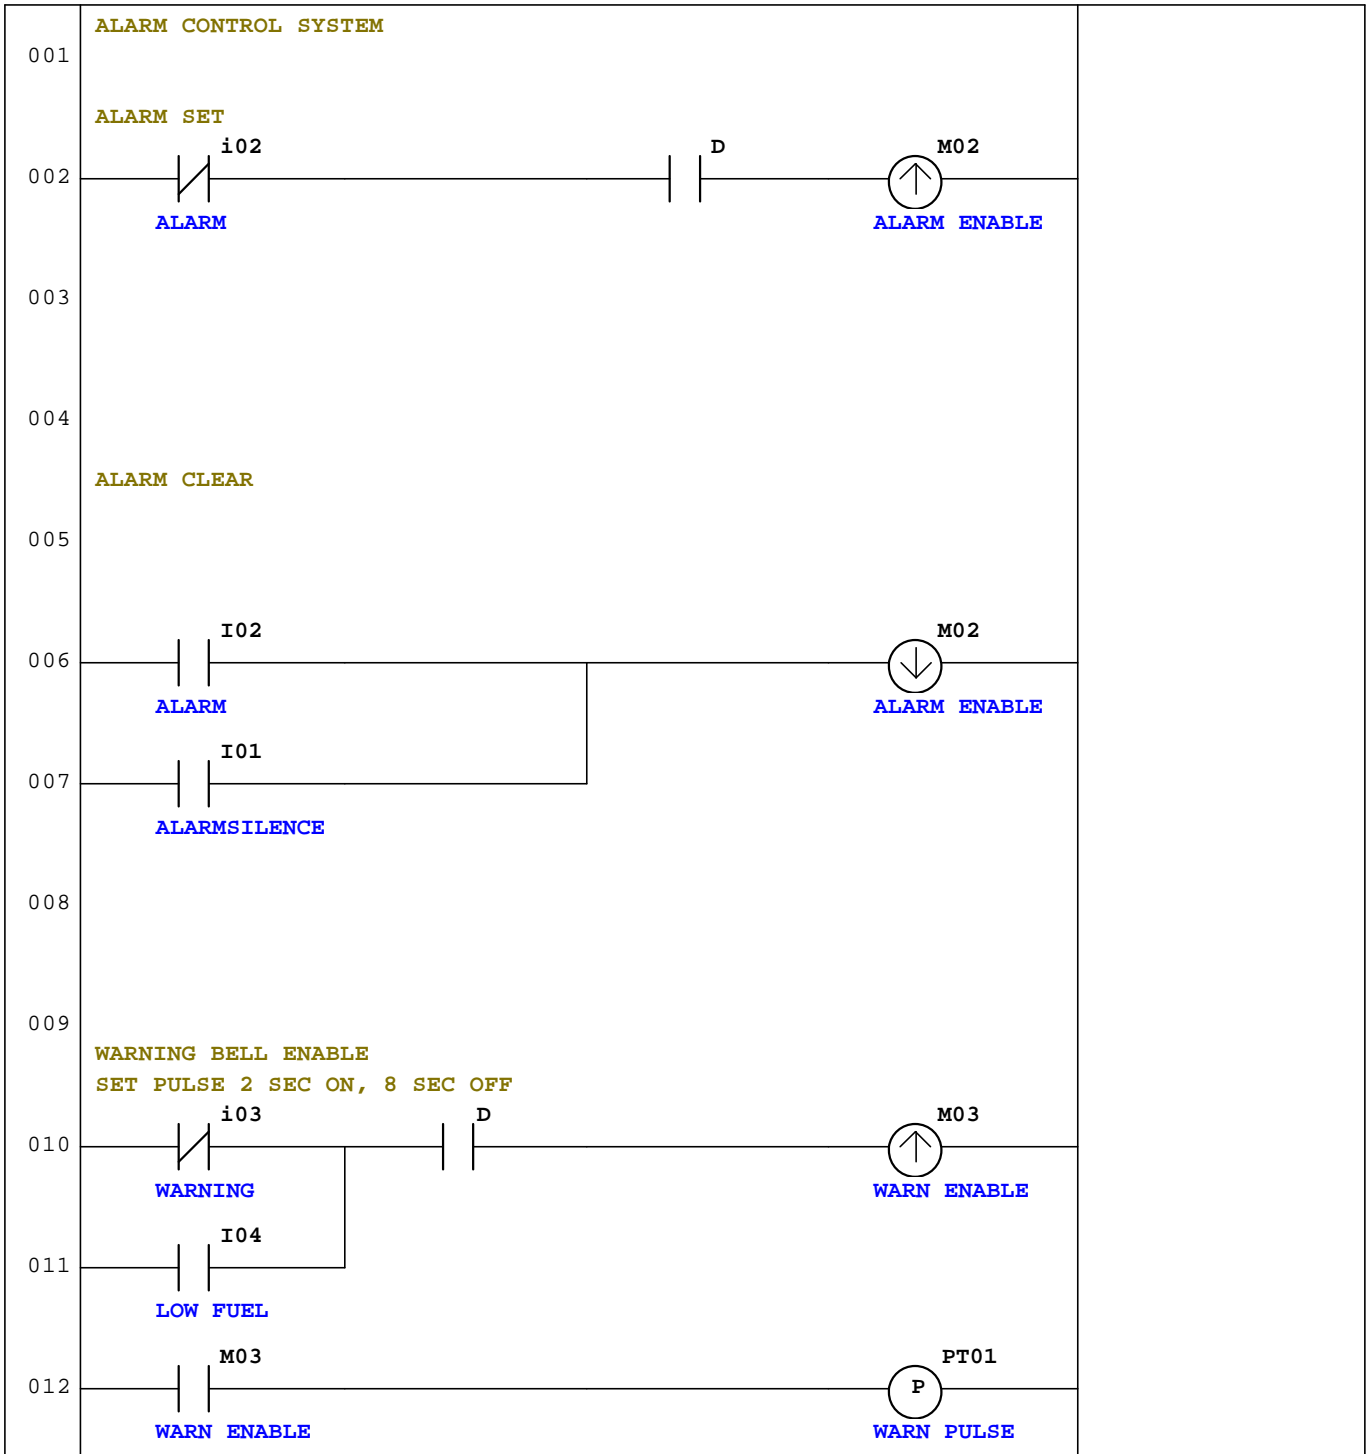 ALARM CONTROL SYSTEM
001
ALARM SET
i02 D M02
002
ALARM ALARM ENABLE
003
004
ALARM CLEAR
005
I02 M02
006
ALARM ALARM ENABLE
I01
007
ALARMSILENCE
008
009
WARNING BELL ENABLE
SET PULSE 2 SEC ON, 8 SEC OFF
i03 D M03
010
WARNING WARN ENABLE
I04
011
LOW FUEL
M03 PT01
012 P
WARN ENABLE WARN PULSE